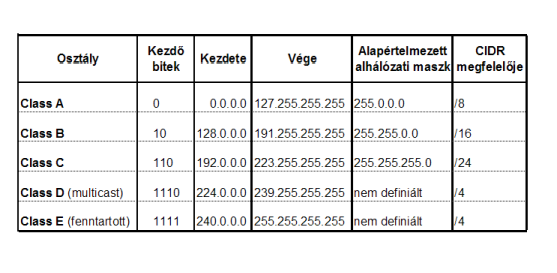 Osztály Kezdő bitek Kezdete Vége Alapértelmezett alhálózati maszk CIDR megfelelője
Class A 0 0.0.0.0 127.255.255.255 255.0.0.0 /8
Class B 10 128.0.0.0 191.255.255.255 255.255.0.0 /16
Class C 110 192.0.0.0 223.255.255.255 255.255.255.0 /24
Class D (multicast) 1110 224.0.0.0 239.255.255.255 nem definiált /4
Class E (fenntartott) 1111 240.0.0.0 255.255.255.255 nem definiált /4